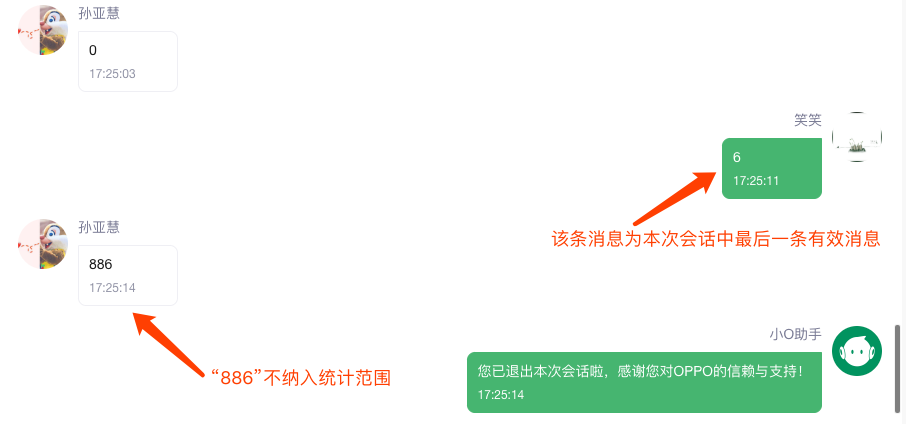 孙亚慧
0
17:25:03
笑笑
6
17:25:11
该条消息为本次会话中最后一条有效消息
孙亚慧
886
17:25:14
“886”不纳入统计范围
小O助手
您已退出本次会话啦，感谢您对OPPO的信赖与支持！
17:25:14